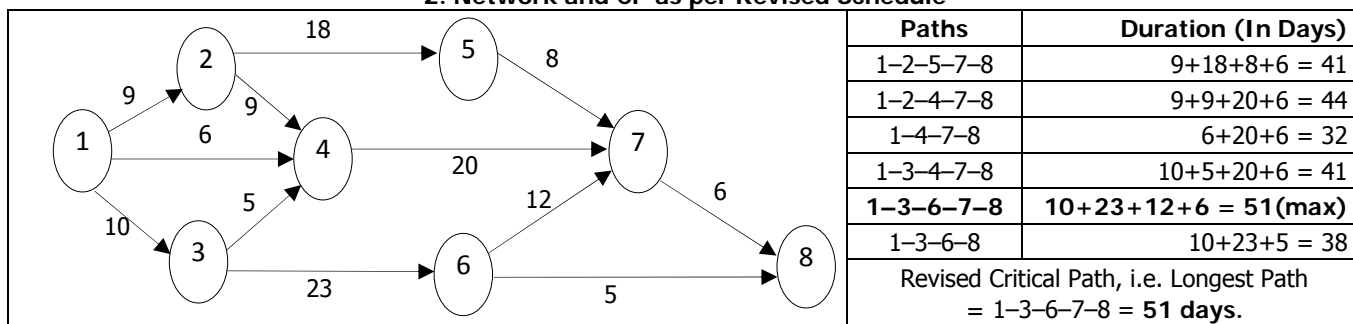 2. Network and CP as per Revised Schedule
18
5
2
8
9
9
1
6
4
7
20
5
12
6
10
3
6
8
23
5
Paths Duration (In Days)
1–2–5–7–8 9+18+8+6 = 41
1–2–4–7–8 9+9+20+6 = 44
1–4–7–8 6+20+6 = 32
1–3–4–7–8 10+5+20+6 = 41
1–3–6–7–8 10+23+12+6 = 51(max)
1–3–6–8 10+23+5 = 38
Revised Critical Path, i.e. Longest Path
= 1–3–6–7–8 = 51 days.